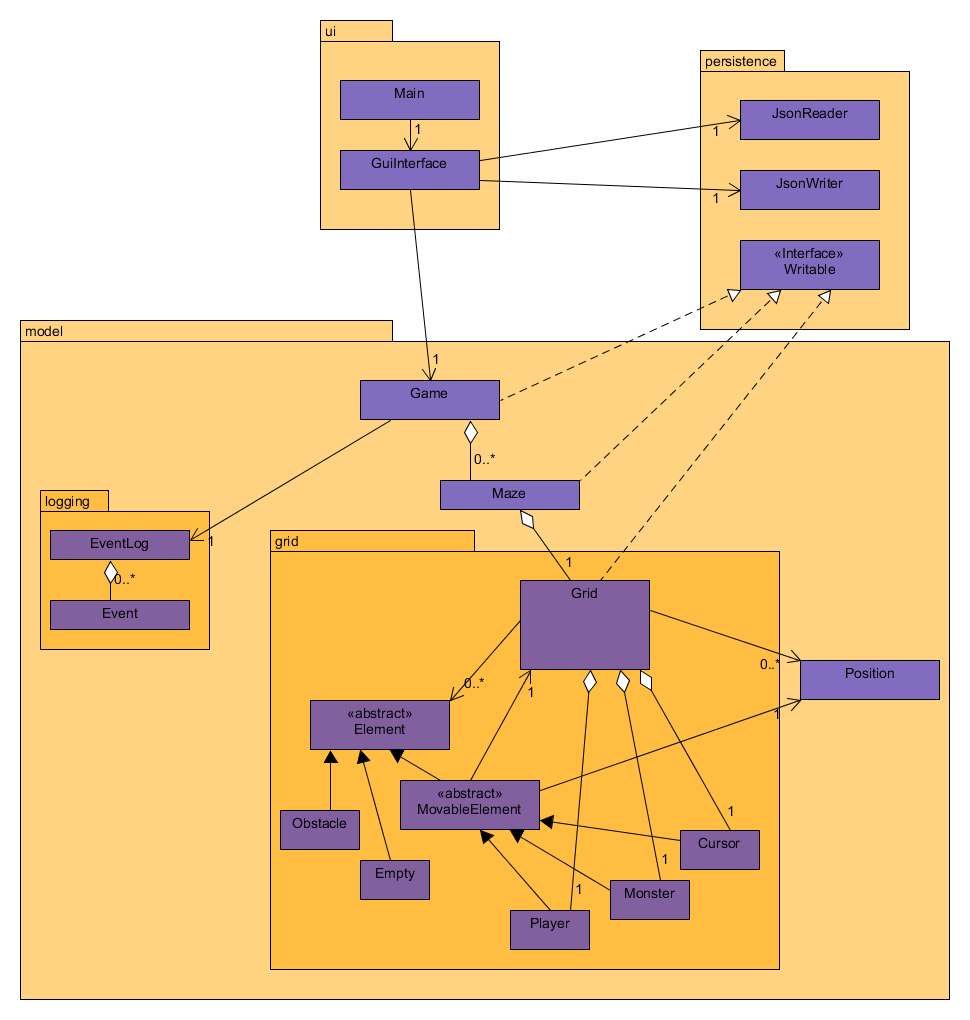 ui
Main
1
GuiInterface
persistence
JsonReader
1
JsonWriter
1
«Interface»
Writable
model
1
Game
0..*
Maze
logging
EventLog
1
0..*
Event
grid
1
Grid
0..*
Position
1
0..*
1
«abstract»
Element
«abstract»
MovableElement
Obstacle
Empty
1
Cursor
1
Monster
1
Player